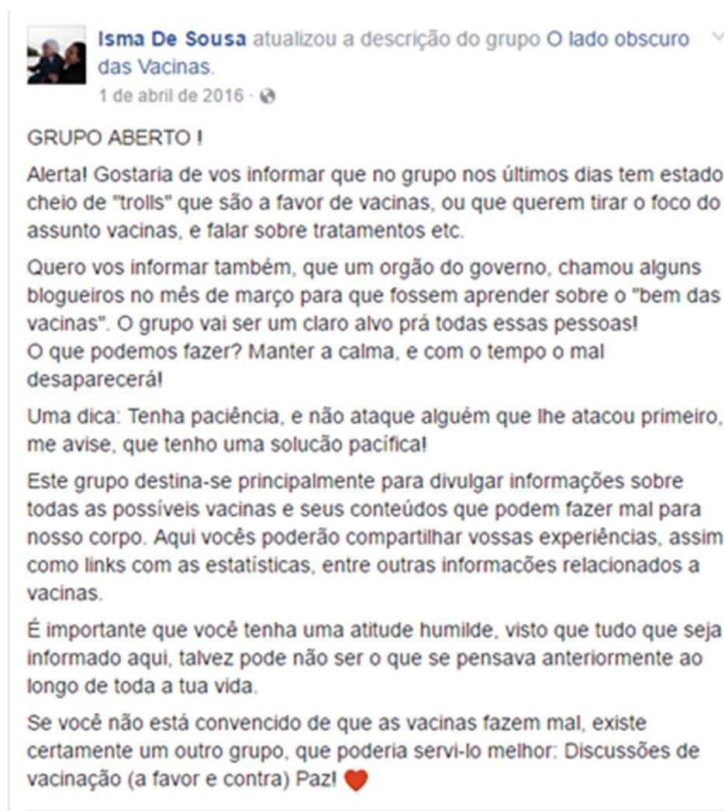 Isma De Sousa atualizou a descrição do grupo O lado obscuro
das Vacinas.
1 de abril de 2016 ·
GRUPO ABERTO !
Alerta! Gostaria de vos informar que no grupo nos últimos dias tem estado
cheio de "trolls" que são a favor de vacinas, ou que querem tirar o foco do
assunto vacinas, e falar sobre tratamentos etc.
Quero vos informar também, que um orgão do governo, chamou alguns
blogueiros no mês de março para que fossem aprender sobre o "bem das
vacinas". O grupo vai ser um claro alvo prá todas essas pessoas!
O que podemos fazer? Manter a calma, e com o tempo o mal
desaparecerá!
Uma dica: Tenha paciência, e não ataque alguém que lhe atacou primeiro,
me avise, que tenho uma solucão pacífica!
Este grupo destina-se principalmente para divulgar informações sobre
todas as possíveis vacinas e seus conteúdos que podem fazer mal para
nosso corpo. Aqui vocês poderão compartilhar vossas experiências, assim
como links com as estatísticas, entre outras informacões relacionados a
vacinas.
É importante que você tenha uma atitude humilde, visto que tudo que seja
informado aqui, talvez pode não ser o que se pensava anteriormente ao
longo de toda a tua vida.
Se você não está convencido de que as vacinas fazem mal, existe
certamente um outro grupo, que poderia servi-lo melhor: Discussões de
vacinação (a favor e contra) Paz! ❤